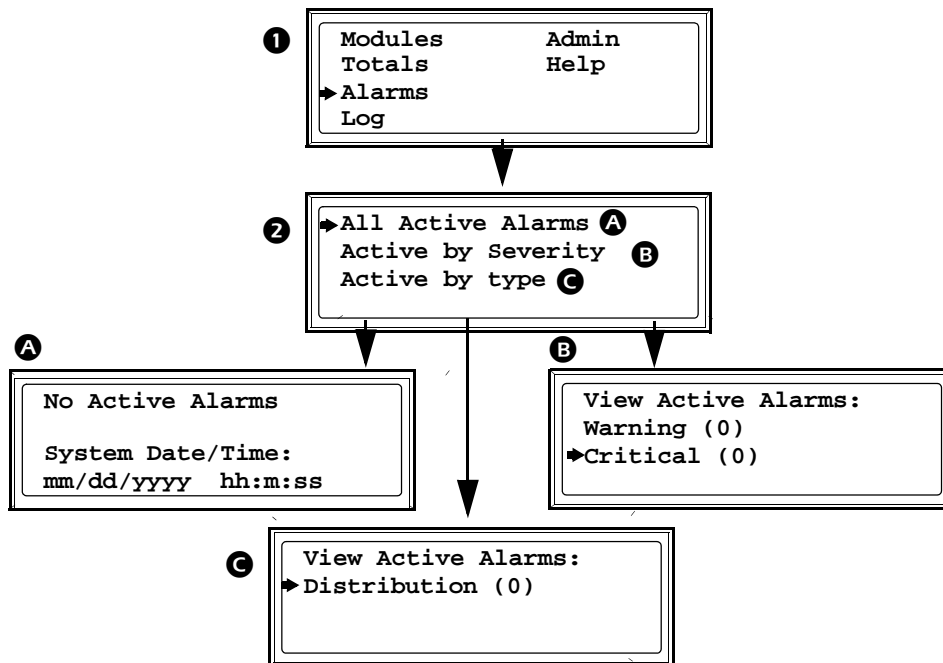 1
Modules Admin
Totals Help
Alarms
Log
2
All Active Alarms A
Active by Severity B
Active by type C
A
No Active Alarms
System Date/Time:
mm/dd/yyyy hh:m:ss
B
View Active Alarms:
Warning (0)
Critical (0)
C
View Active Alarms:
Distribution (0)